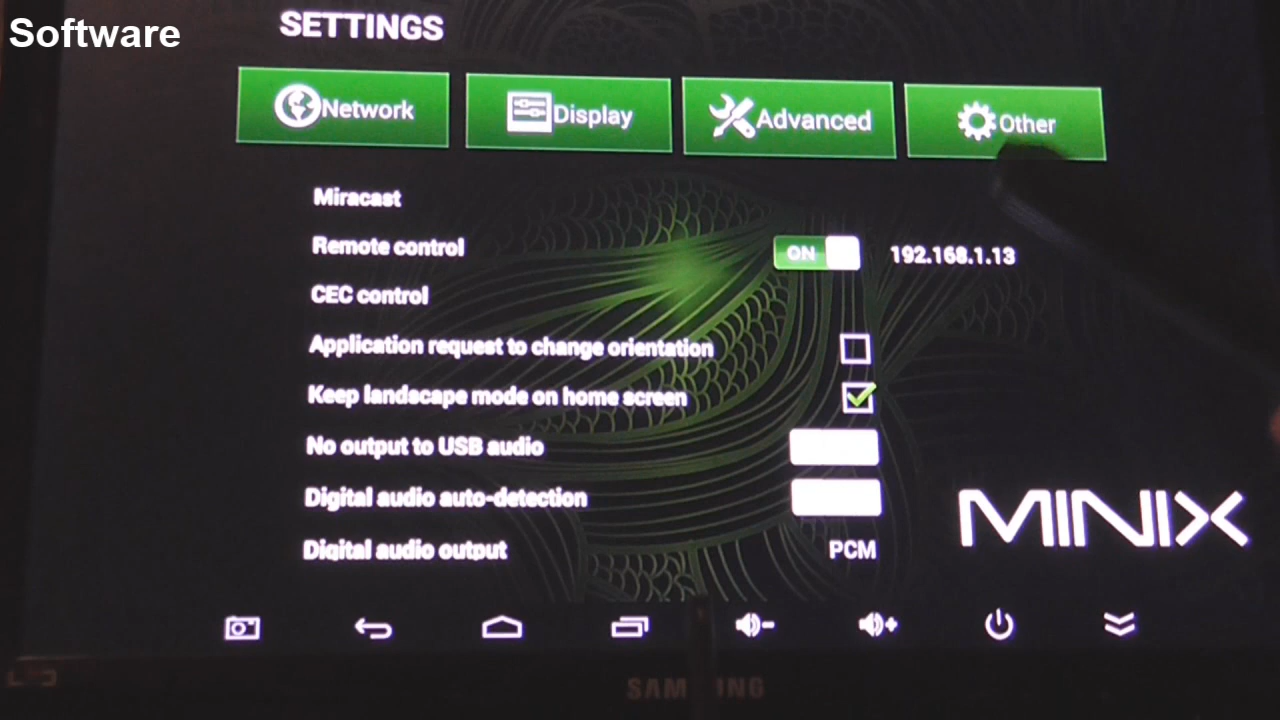 Software
SETTINGS
Network Display Advanced Other
Miracast
Remote control ON 192.168.1.13
CEC control
Application request to change orientation
Keep landscape mode on home screen
No output to USB audio
Digital audio auto-detection
Digital audio output PCM
MINIX
SAMSUNG